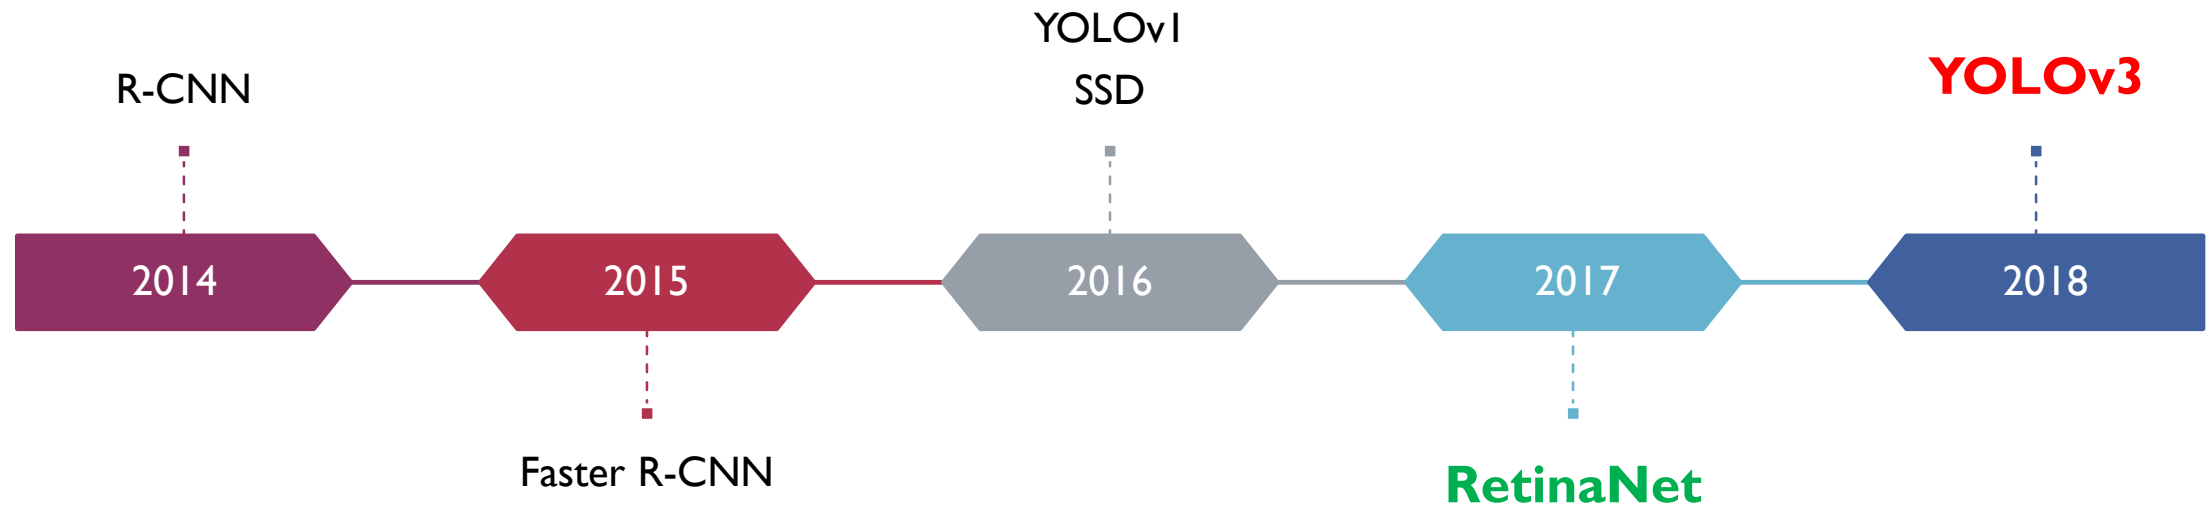 YOLOv1
R-CNN
SSD
YOLOv3
2014
2015
2016
2017
2018
Faster R-CNN
RetinaNet